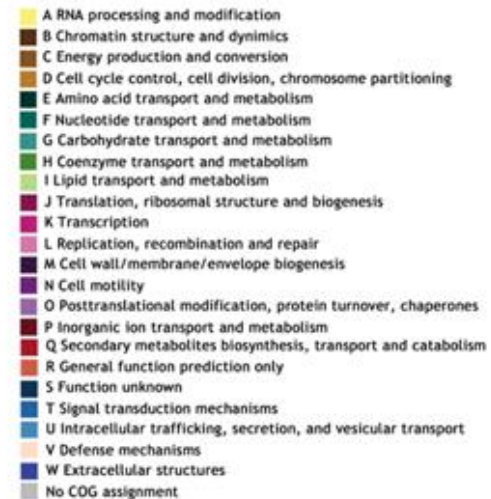 A RNA processing and modification
B Chromatin structure and dynimics
C Energy production and conversion
D Cell cycle control, cell division, chromosome partitioning
E Amino acid transport and metabolism
F Nucleotide transport and metabolism
G Carbohydrate transport and metabolism
H Coenzyme transport and metabolism
I Lipid transport and metabolism
J Translation, ribosomal structure and biogenesis
K Transcription
L Replication, recombination and repair
M Cell wall/membrane/envelope biogenesis
N Cell motility
O Posttranslational modification, protein turnover, chaperones
P Inorganic ion transport and metabolism
Q Secondary metabolites biosynthesis, transport and catabolism
R General function prediction only
S Function unknown
T Signal transduction mechanisms
U Intracellular trafficking, secretion, and vesicular transport
V Defense mechanisms
W Extracellular structures
No COG assignment